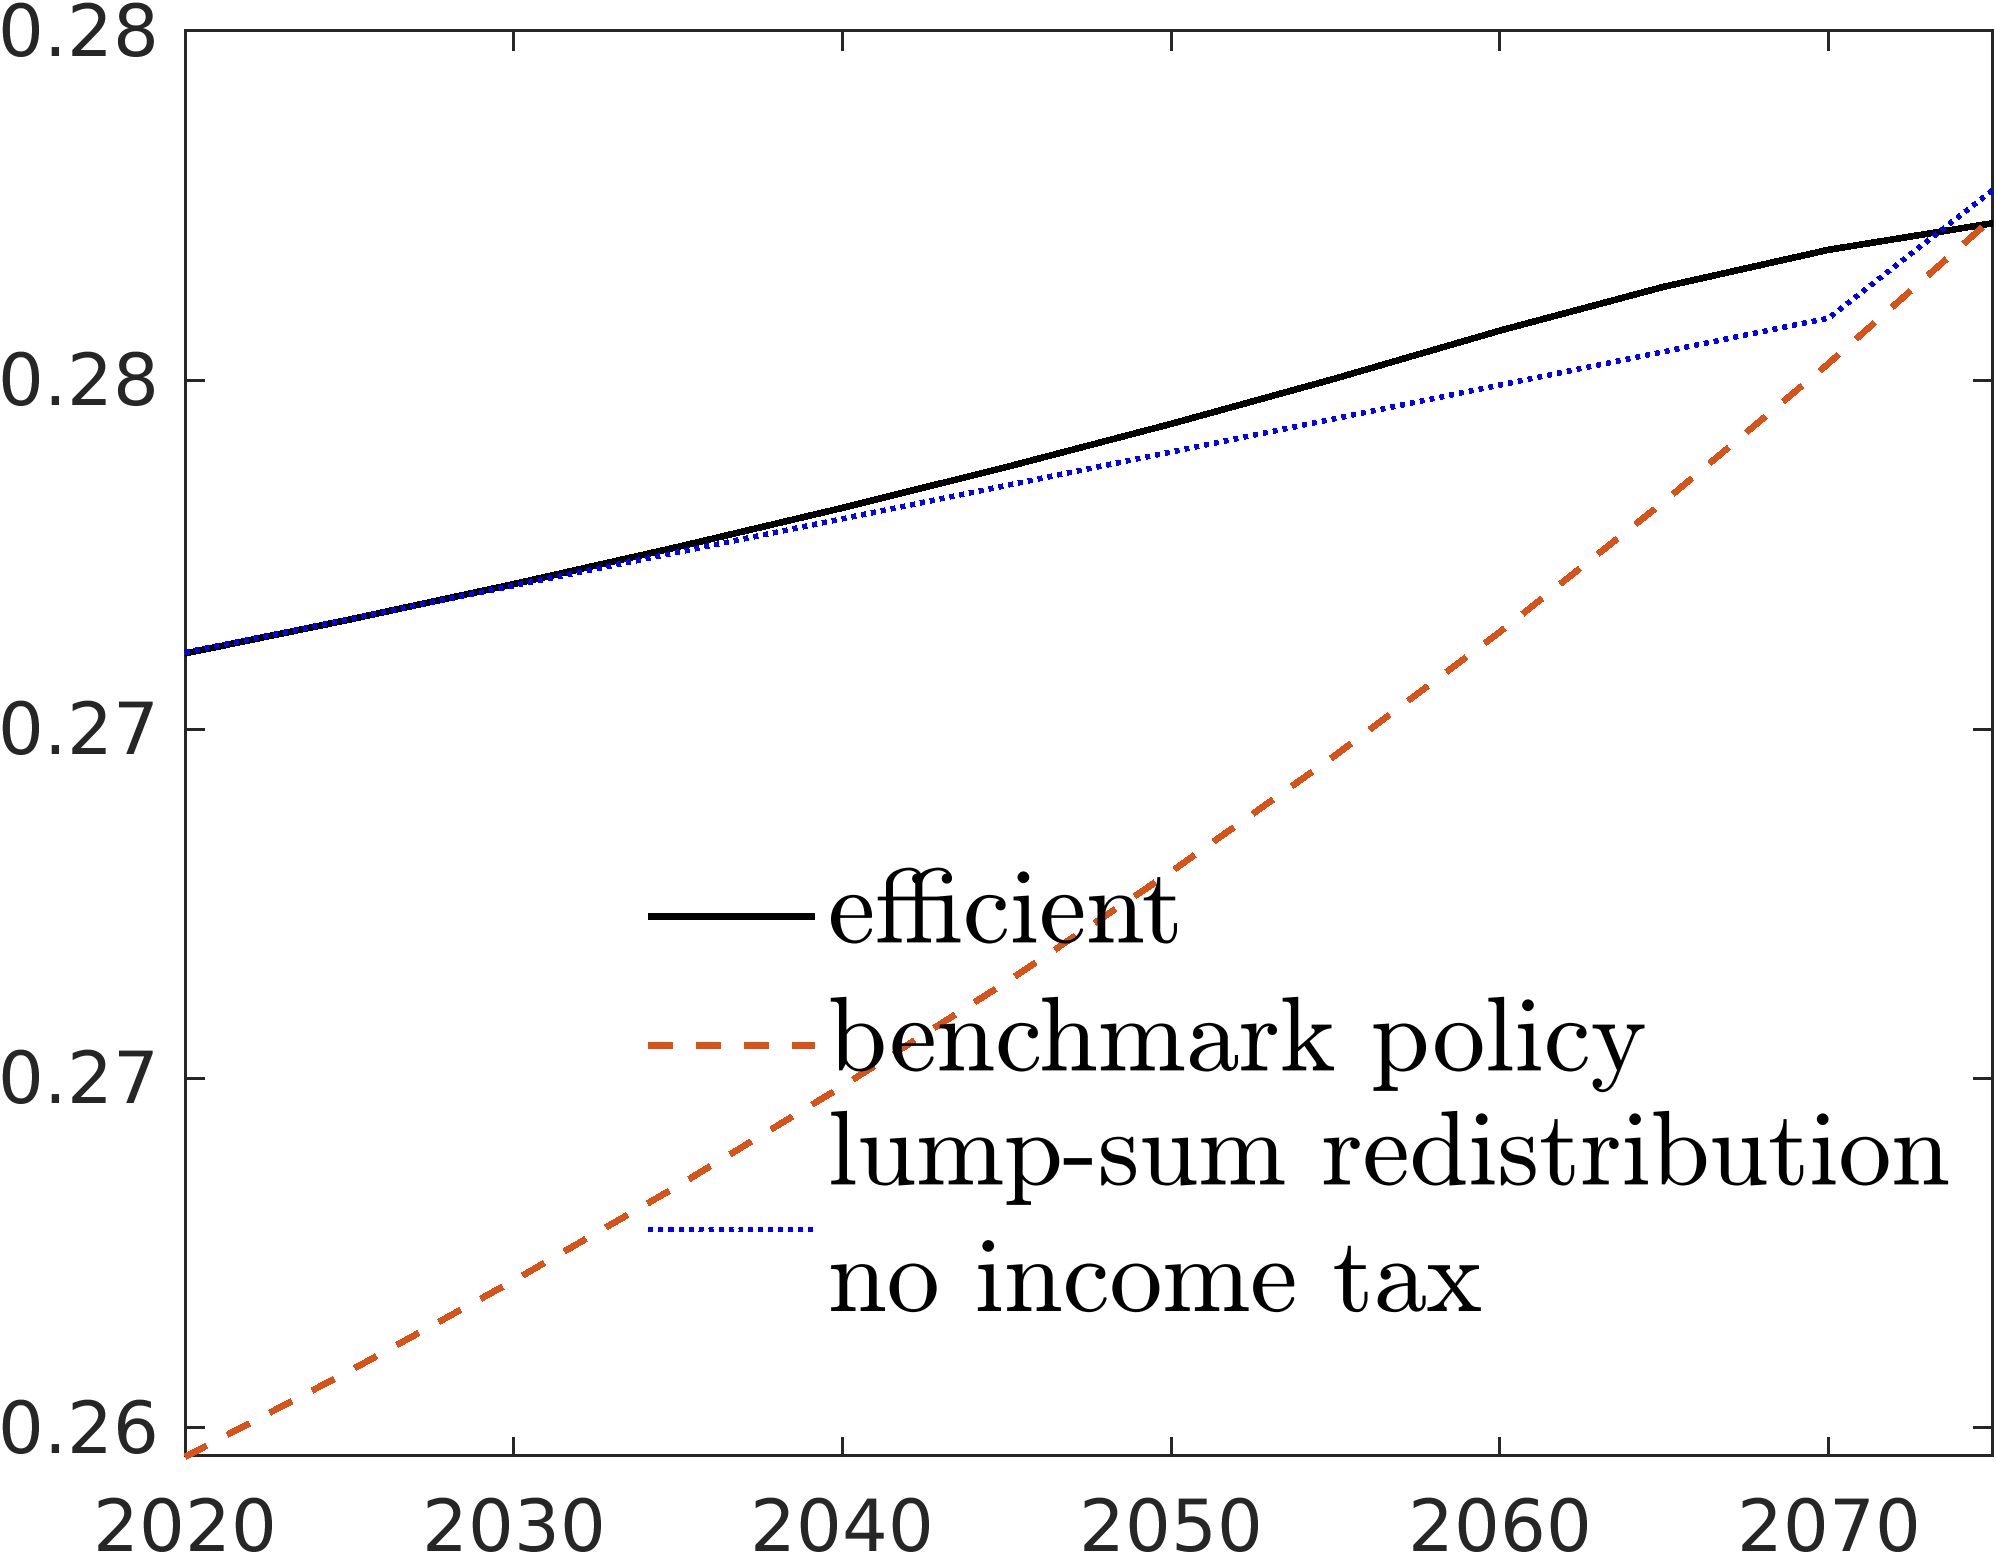 0.28
0.28
0.27
0.27
0.26
efficient
benchmark policy
lump-sum redistribution
no income tax
2020 2030 2040 2050 2060 2070